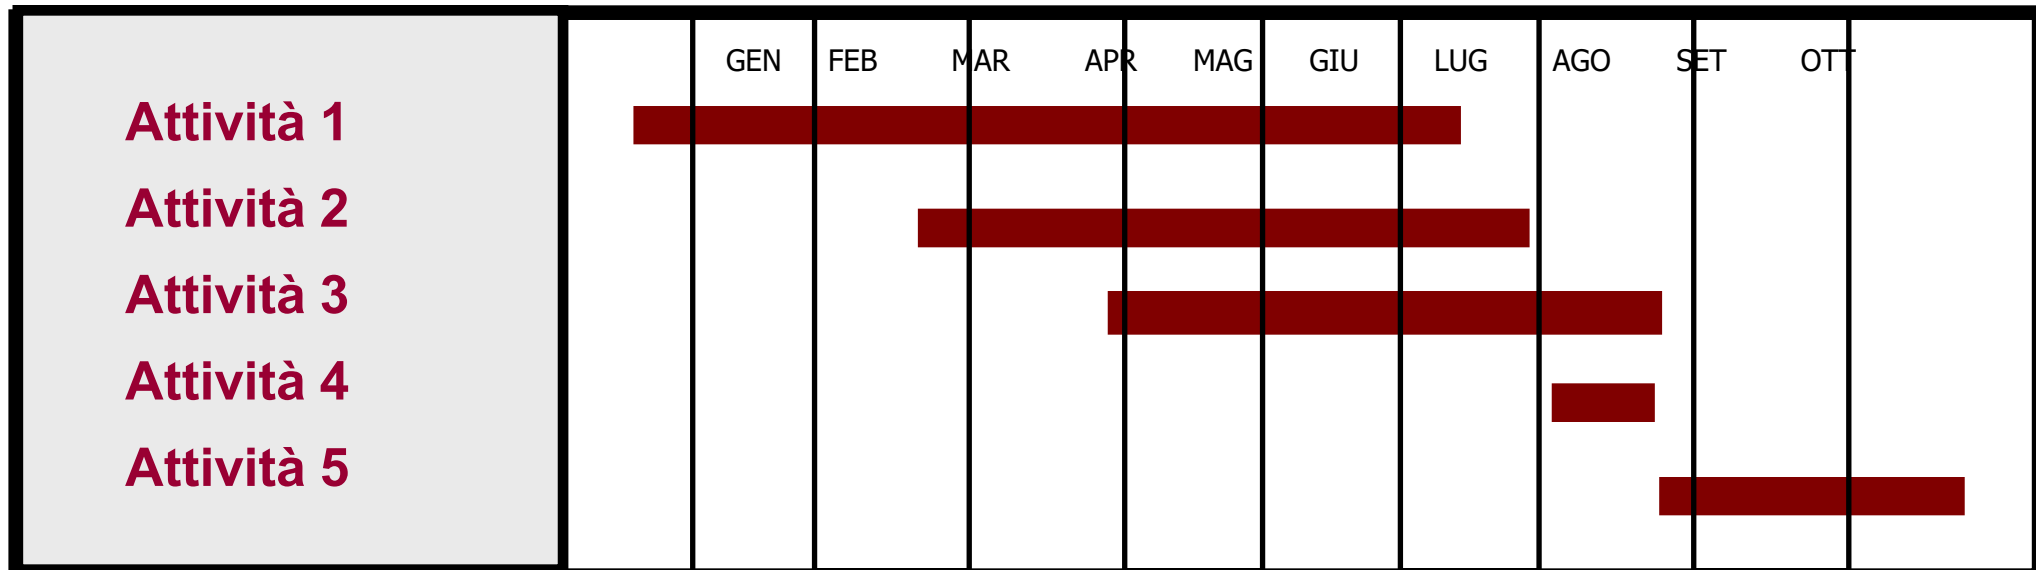 GEN FEB MAR APR MAG GIU LUG AGO SET OTT
Attività 1
Attività 2
Attività 3
Attività 4
Attività 5